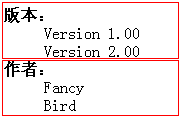 版本：
Version 1.00
Version 2.00
作者：
Fancy
Bird